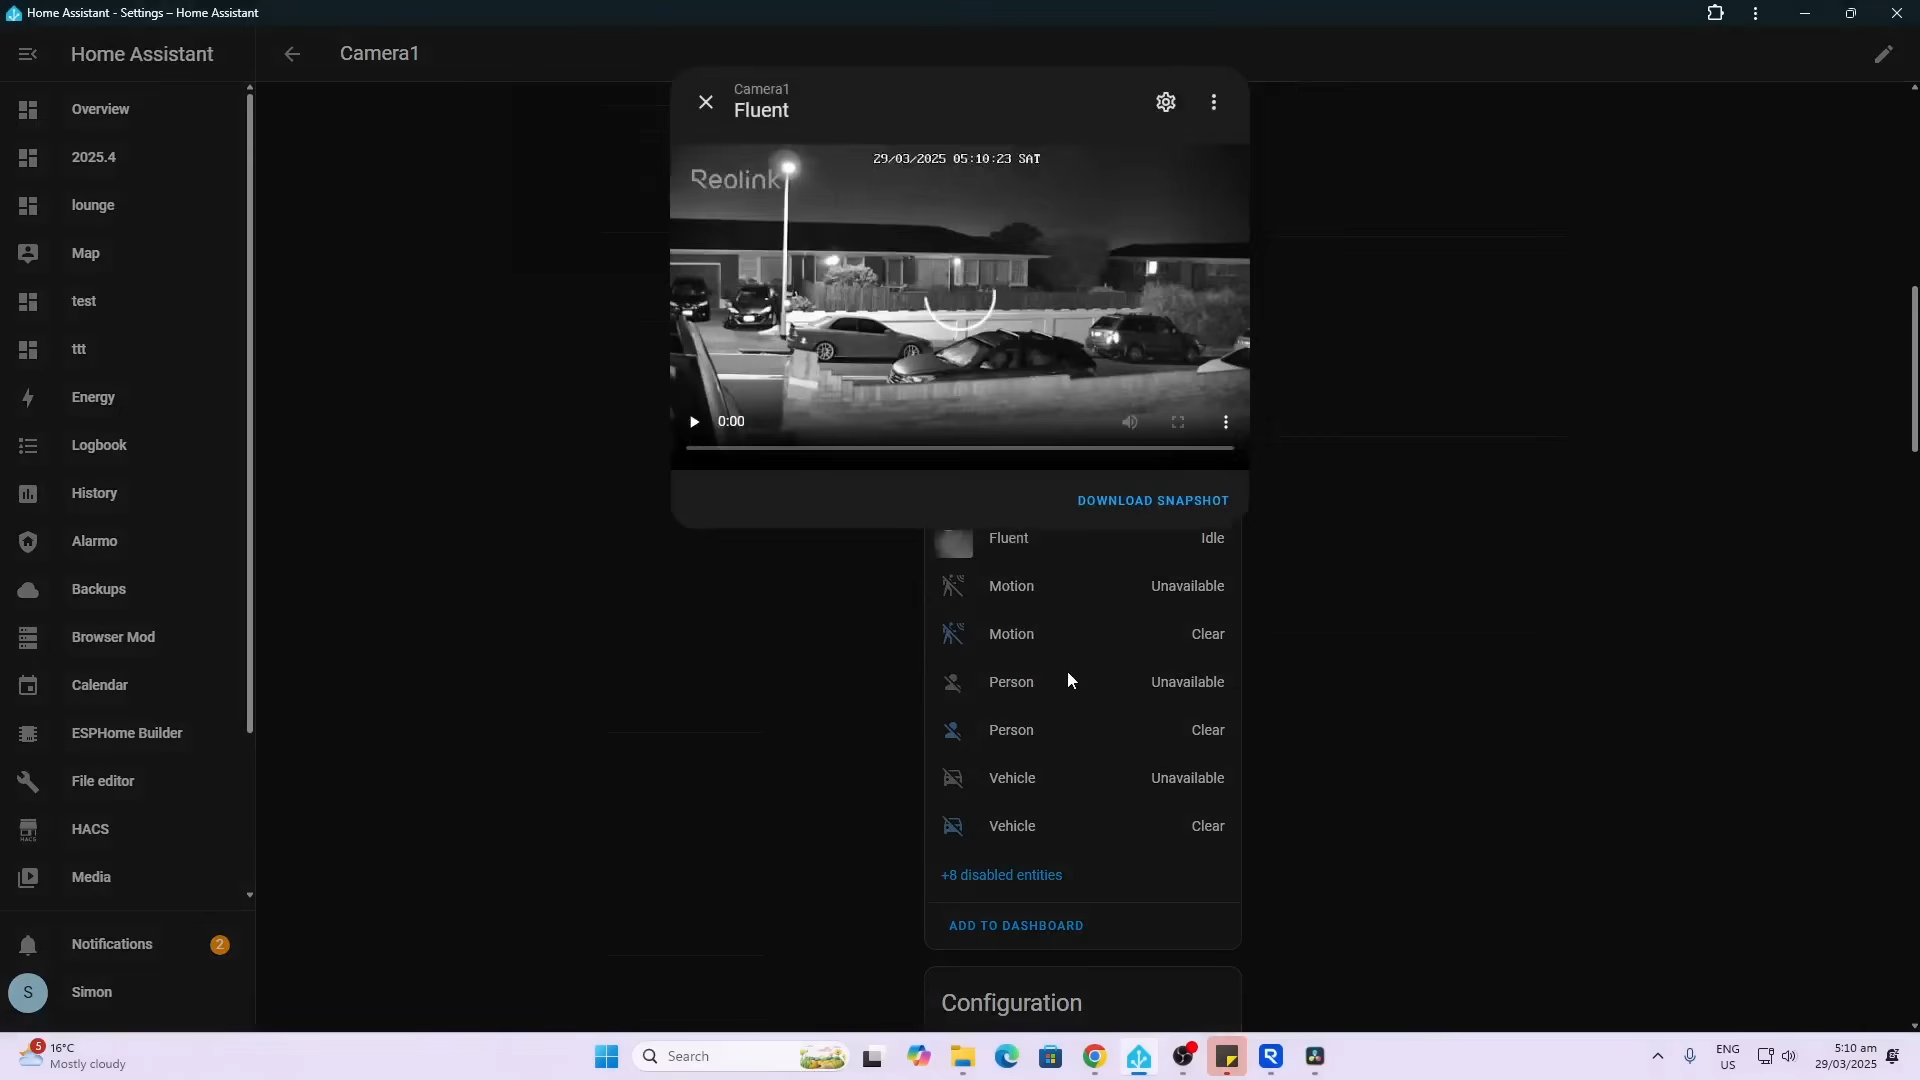 Home Assistant - Settings – Home Assistant
Home Assistant
Camera1
Overview
2025.4
lounge
Map
test
ttt
Energy
Logbook
History
Alarmo
Backups
Browser Mod
Calendar
ESPHome Builder
File editor
HACS
HACS
Media
Notifications
2
S
Simon
Camera1
Fluent
29/03/2025 05:10:23 SAT
Reolink
0:00
DOWNLOAD SNAPSHOT
Fluent Idle
Motion Unavailable
Motion Clear
Person Unavailable
Person Clear
Vehicle Unavailable
Vehicle Clear
+8 disabled entities
ADD TO DASHBOARD
Configuration
5
16°C
Mostly cloudy
Search
R
ENG
US
5:10 am
29/03/2025